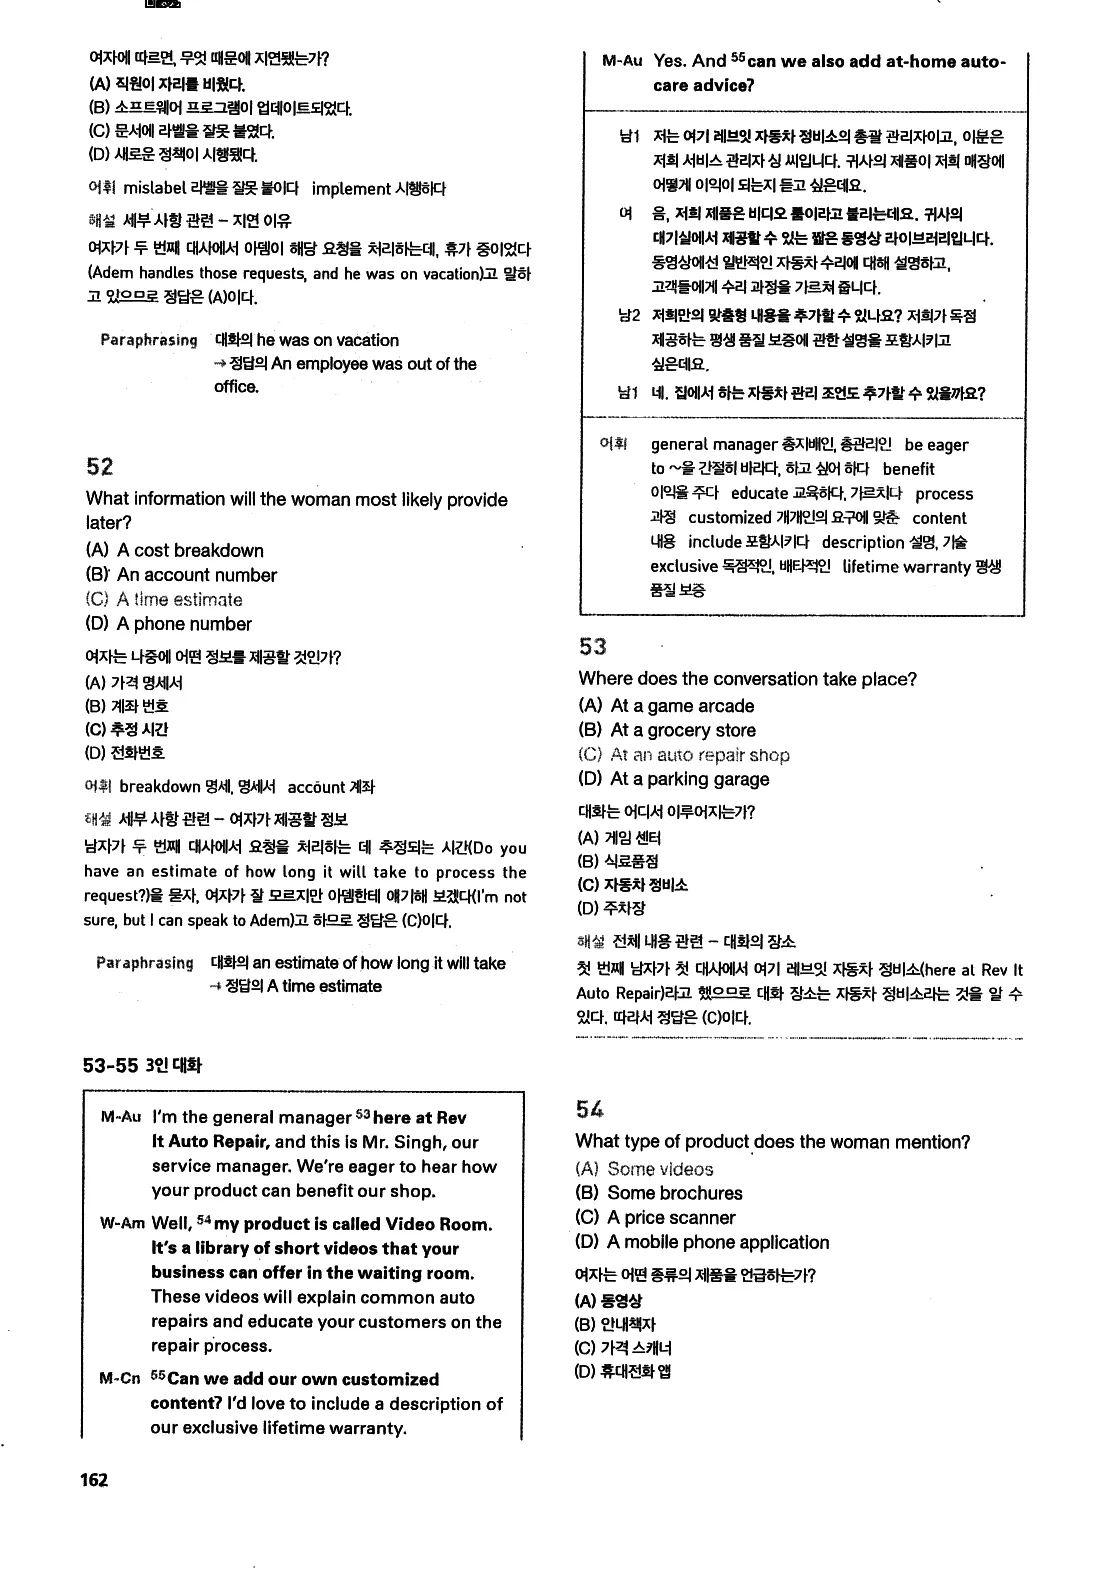 여자에 따르면, 무엇 때문에 지연됐는가?
(A) 직원이 자리를 비웠다.
(B) 소프트웨어 프로그램이 업데이트되었다.
(C) 문서에 라벨을 잘못 붙였다.
(D) 새로운 정책이 시행됐다.
어휘 mislabel 라벨을 잘못 붙이다 implement 시행하다
해설 세부 사항 관련 – 지연 이유
여자가 두 번째 대사에서 아뎀이 해당 요청을 처리하는데, 휴가 중이었다
(Adem handles those requests, and he was on vacation)고 말하
고 있으므로 정답은 (A)이다.
Paraphrasing 대화의 he was on vacation
→ 정답의 An employee was out of the
office.
52
What information will the woman most likely provide
later?
(A) A cost breakdown
(B) An account number
(C) A time estimate
(D) A phone number
여자는 나중에 어떤 정보를 제공할 것인가?
(A) 가격 명세서
(B) 계좌 번호
(C) 추정 시간
(D) 전화번호
어휘 breakdown 명세, 명세서 account 계좌
해설 세부 사항 관련 – 여자가 제공할 정보
남자가 두 번째 대사에서 요청을 처리하는 데 추정되는 시간(Do you
have an estimate of how long it will take to process the
request?)을 묻자, 여자가 잘 모르지만 아뎀한테 얘기해 보겠다(I'm not
sure, but I can speak to Adem)고 하므로 정답은 (C)이다.
Paraphrasing 대화의 an estimate of how long it will take
→ 정답의 A time estimate
53-55 3인 대화
M-Au I'm the general manager 53 here at Rev
It Auto Repair, and this is Mr. Singh, our
service manager. We're eager to hear how
your product can benefit our shop.
W-Am Well, 54 my product is called Video Room.
It's a library of short videos that your
business can offer in the waiting room.
These videos will explain common auto
repairs and educate your customers on the
repair process.
M-Cn 55 Can we add our own customized
content? I'd love to include a description of
our exclusive lifetime warranty.
162
M-Au Yes. And 55 can we also add at-home auto-
care advice?
남1 저는 여기 레브잇 자동차 정비소의 총괄 관리자이고, 이분은
저희 서비스 관리자 싱 씨입니다. 귀사의 제품이 저희 매장에
어떻게 이익이 되는지 듣고 싶은데요.
여 음, 저희 제품은 비디오 룸이라고 불리는데요. 귀사의
대기실에서 제공할 수 있는 짧은 동영상 라이브러리입니다.
동영상에선 일반적인 자동차 수리에 대해 설명하고,
고객들에게 수리 과정을 가르쳐 줍니다.
남2 저희만의 맞춤형 내용을 추가할 수 있나요? 저희가 독점
제공하는 평생 품질 보증에 관한 설명을 포함시키고
싶은데요.
남1 네. 집에서 하는 자동차 관리 조언도 추가할 수 있을까요?
어휘 general manager 총지배인, 총관리인 be eager
to ~을 간절히 바라다, 하고 싶어 하다 benefit
이익을 주다 educate 교육하다, 가르치다 process
과정 customized 개개인의 요구에 맞춘 content
내용 include 포함시키다 description 설명, 기술
exclusive 독점적인, 배타적인 lifetime warranty 평생
품질 보증
53
Where does the conversation take place?
(A) At a game arcade
(B) At a grocery store
(C) At an auto repair shop
(D) At a parking garage
대화는 어디서 이루어지는가?
(A) 게임 센터
(B) 식료품점
(C) 자동차 정비소
(D) 주차장
해설 전체 내용 관련 – 대화의 장소
첫 번째 남자가 첫 대사에서 여기 레브잇 자동차 정비소(here at Rev It
Auto Repair)라고 했으므로 대화 장소는 자동차 정비소라는 것을 알 수
있다. 따라서 정답은 (C)이다.
54
What type of product does the woman mention?
(A) Some videos
(B) Some brochures
(C) A price scanner
(D) A mobile phone application
여자는 어떤 종류의 제품을 언급하는가?
(A) 동영상
(B) 안내책자
(C) 가격 스캐너
(D) 휴대전화 앱